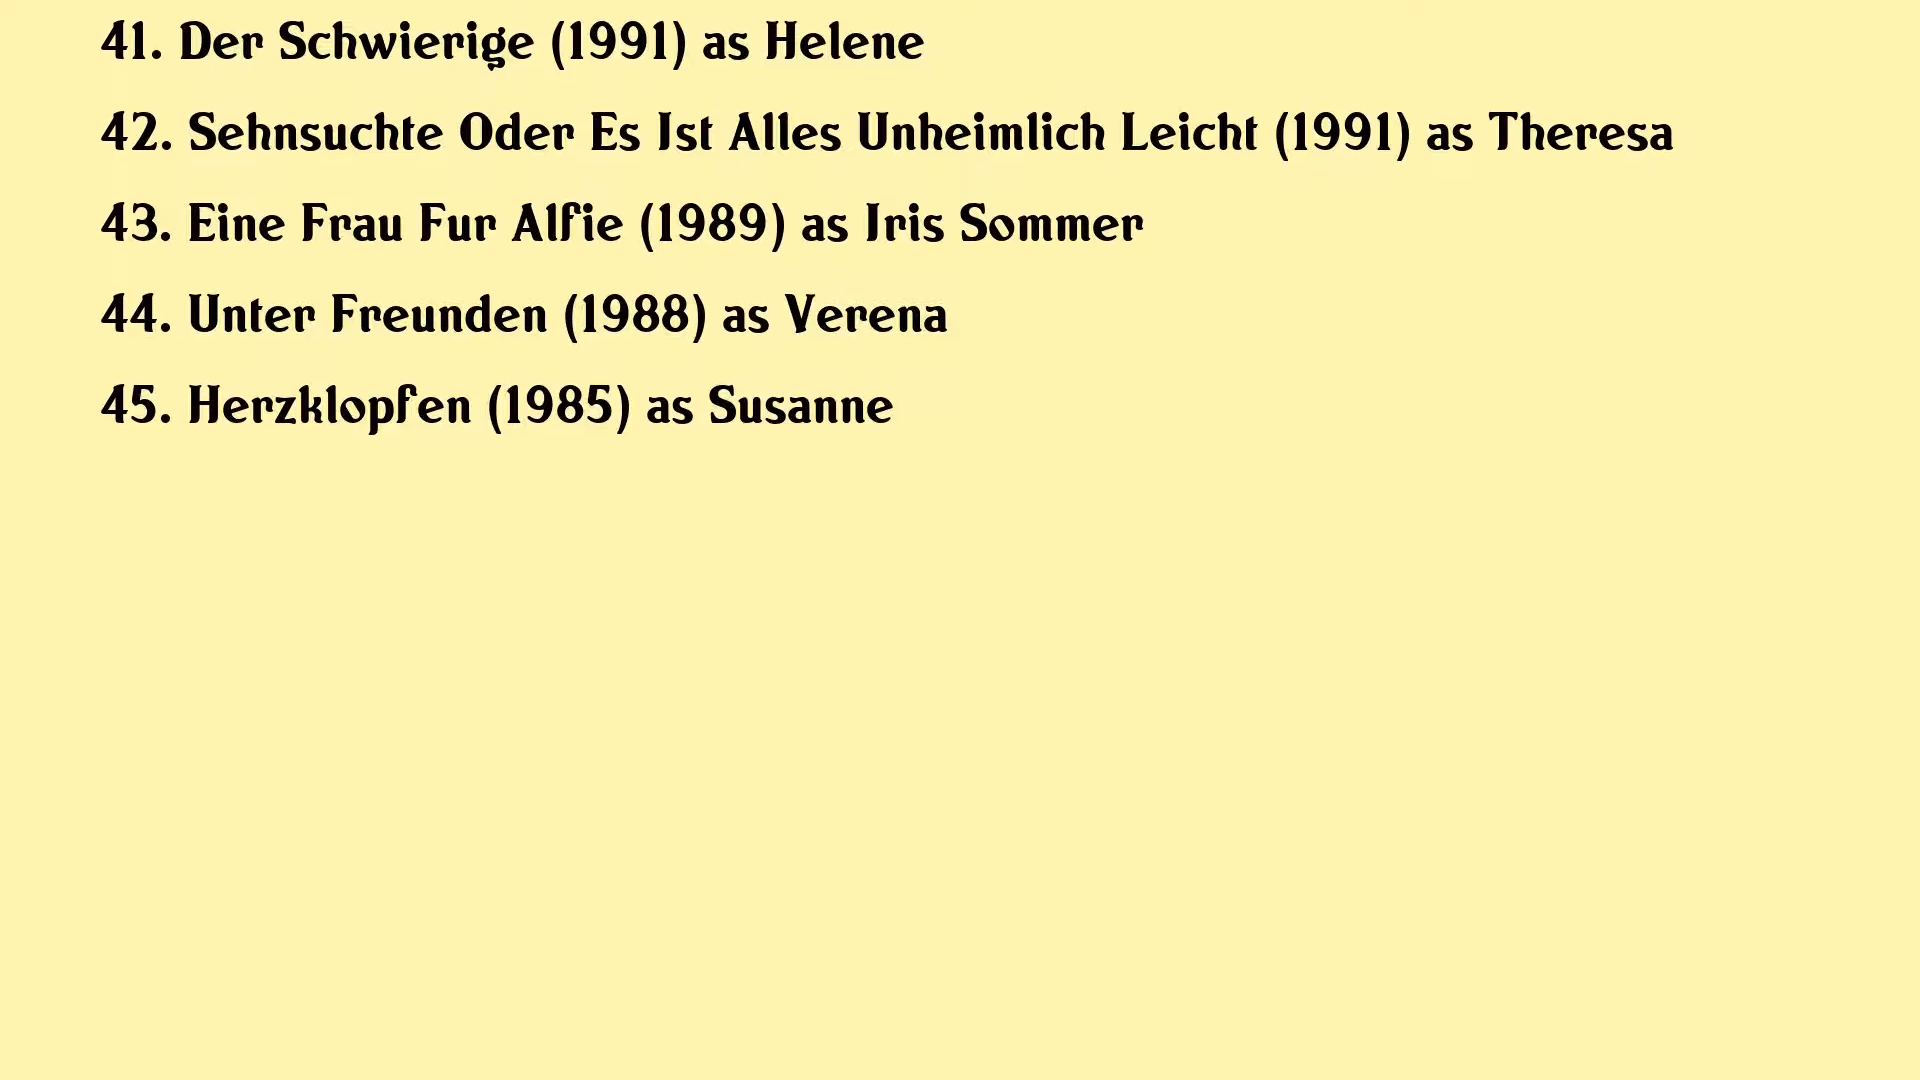 41. Der Schwierige (1991) as Helene
42. Sehnsuchte Oder Es Ist Alles Unheimlich Leicht (1991) as Theresa
43. Eine Frau Fur Alfie (1989) as Iris Sommer
44. Unter Freunden (1988) as Verena
45. Herzklopfen (1985) as Susanne